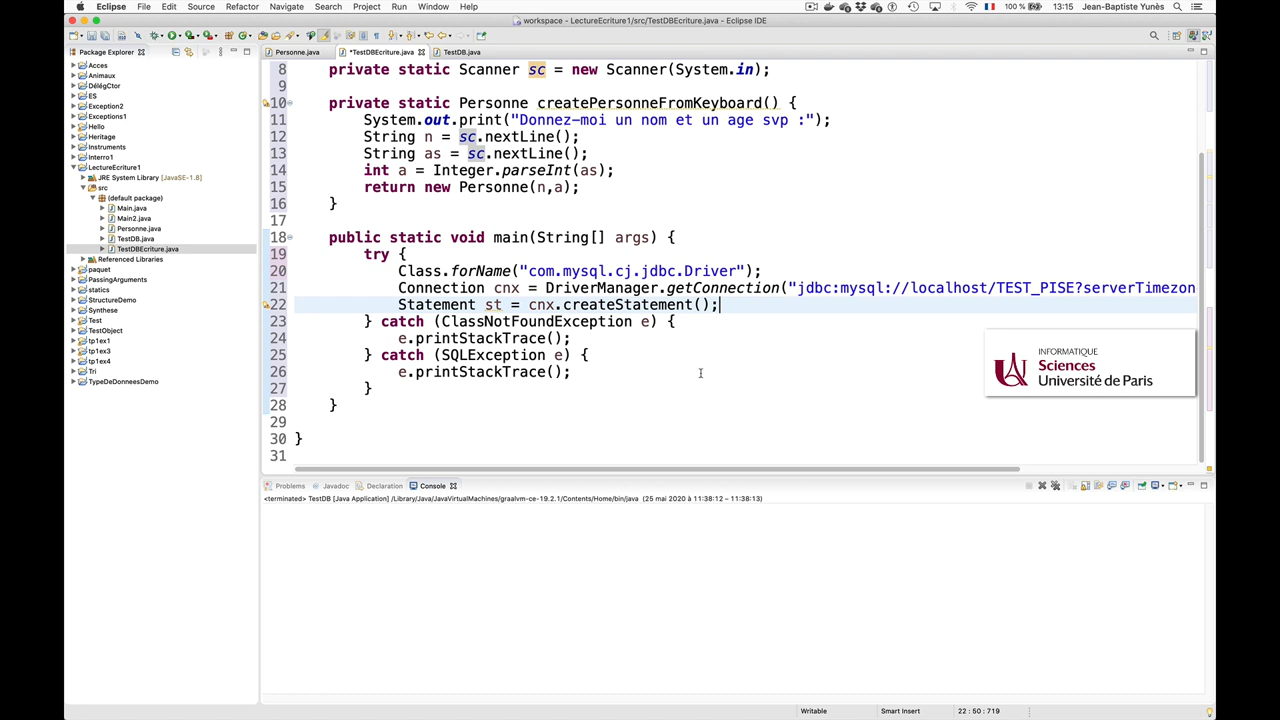 Eclipse File Edit Source Refactor Navigate Search Project Run Window Help 100 % 13:15 Jean-Baptiste Yunès
workspace - LectureEcriture1/src/TestDBEcriture.java - Eclipse IDE
Package Explorer
Personne.java *TestDBEcriture.java TestDB.java
Acces
Animaux
DélégCtor
ES
Exception2
Exceptions1
Hello
Heritage
Instruments
Interro1
LectureEcriture1
JRE System Library [JavaSE-1.8]
src
(default package)
Main.java
Main2.java
Personne.java
TestDB.java
TestDBEcriture.java
Referenced Libraries
paquet
PassingArguments
statics
StructureDemo
Synthese
Test
TestObject
tp1ex1
tp1ex3
tp1ex4
Tri
TypeDeDonneesDemo
8 private static Scanner sc = new Scanner(System.in);
9
10 private static Personne createPersonneFromKeyboard() {
11 System.out.print("Donnez-moi un nom et un age svp :");
12 String n = sc.nextLine();
13 String as = sc.nextLine();
14 int a = Integer.parseInt(as);
15 return new Personne(n,a);
16 }
17
18 public static void main(String[] args) {
19 try {
20 Class.forName("com.mysql.cj.jdbc.Driver");
21 Connection cnx = DriverManager.getConnection("jdbc:mysql://localhost/TEST_PISE?serverTimezon
22 Statement st = cnx.createStatement();
23 } catch (ClassNotFoundException e) {
24 e.printStackTrace();
25 } catch (SQLException e) {
26 e.printStackTrace();
27 }
28 }
29
30 }
31
INFORMATIQUE
Sciences
Université de Paris
Problems Javadoc Declaration Console
<terminated> TestDB [Java Application] /Library/Java/JavaVirtualMachines/graalvm-ce-19.2.1/Contents/Home/bin/java (25 mai 2020 à 11:38:12 – 11:38:13)
Writable Smart Insert 22 : 50 : 719